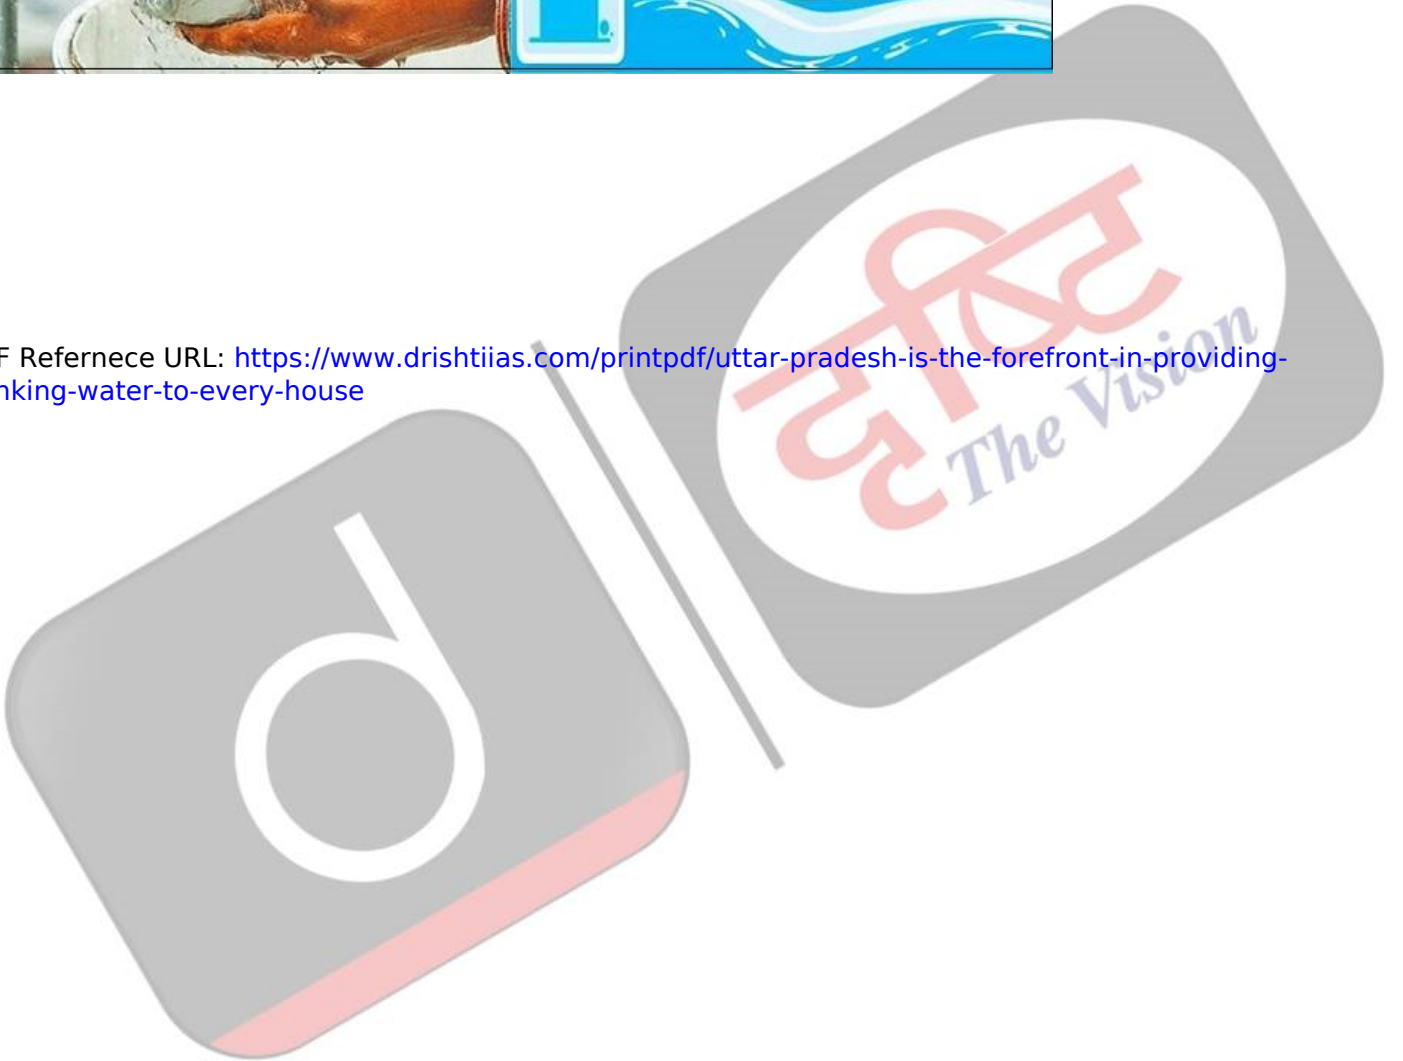 F Refernece URL: https://www.drishtiias.com/printpdf/uttar-pradesh-is-the-forefront-in-providing-
nking-water-to-every-house
दृष्टि
The Vision